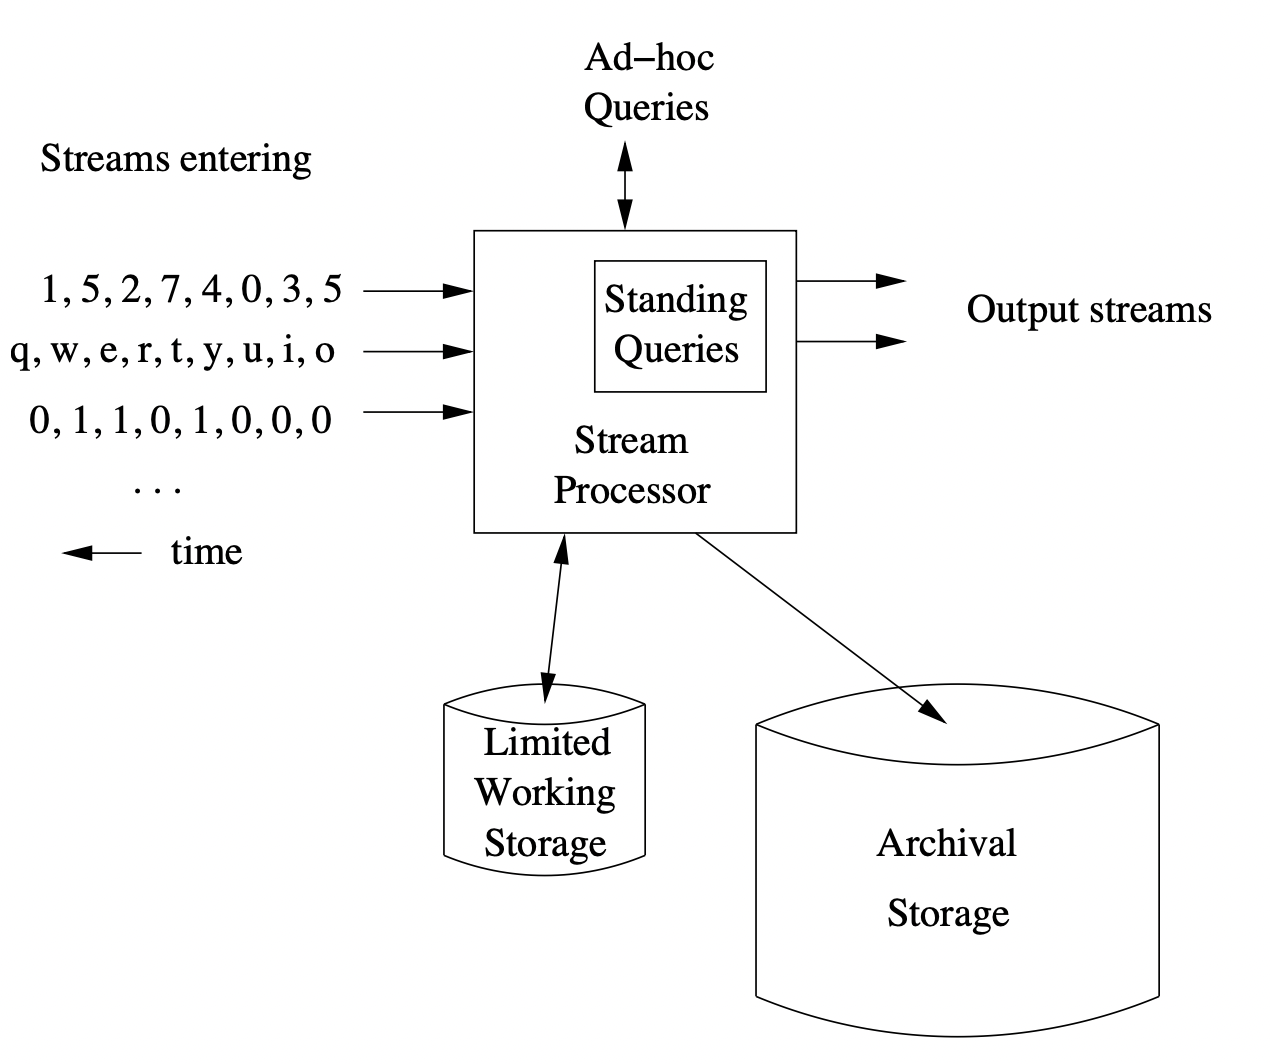 Ad–hoc
Queries
Streams entering
1, 5, 2, 7, 4, 0, 3, 5
q, w, e, r, t, y, u, i, o
0, 1, 1, 0, 1, 0, 0, 0
. . .
time
Standing
Queries
Stream
Processor
Output streams
Limited
Working
Storage
Archival
Storage